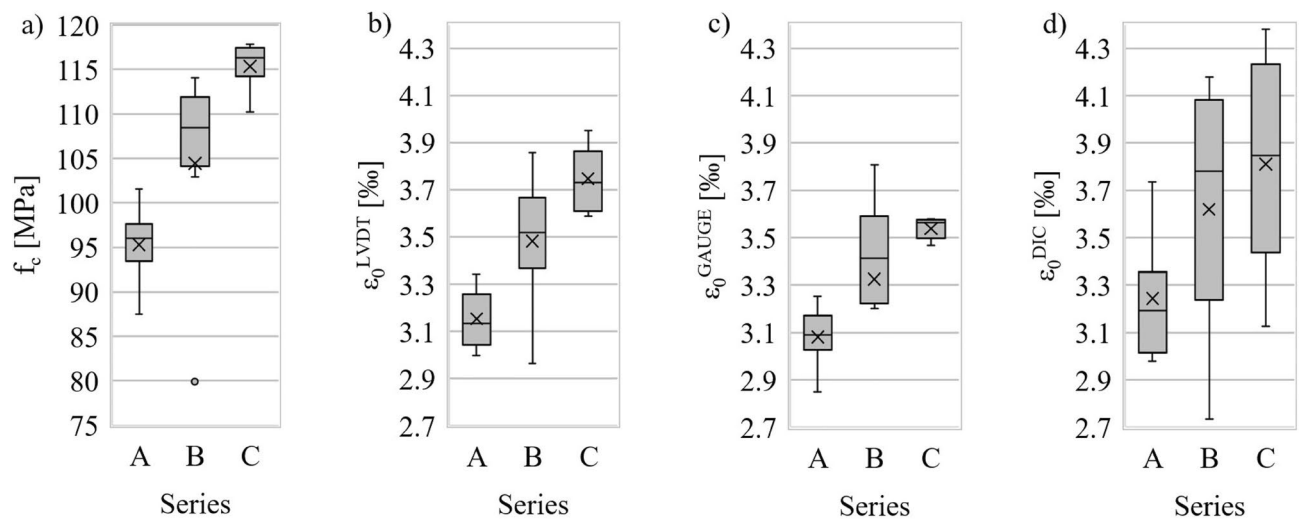 a)
f_c [MPa]
120
115
110
105
100
95
90
85
80
75
A B C
Series
b)
ε₀^LVDT [‰]
4.3
4.1
3.9
3.7
3.5
3.3
3.1
2.9
2.7
A B C
Series
c)
ε₀^GAUGE [‰]
4.3
4.1
3.9
3.7
3.5
3.3
3.1
2.9
2.7
A B C
Series
d)
ε₀^DIC [‰]
4.3
4.1
3.9
3.7
3.5
3.3
3.1
2.9
2.7
A B C
Series